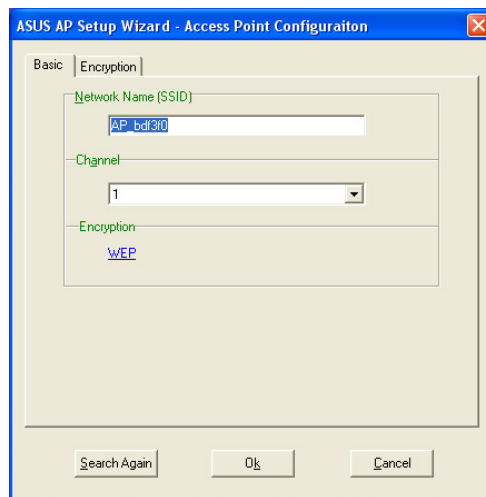 ASUS AP Setup Wizard - Access Point Configuraiton
Basic Encryption
Network Name (SSID)
AP_bdf3f0
Channel
1
Encryption
WEP
Search Again Ok Cancel